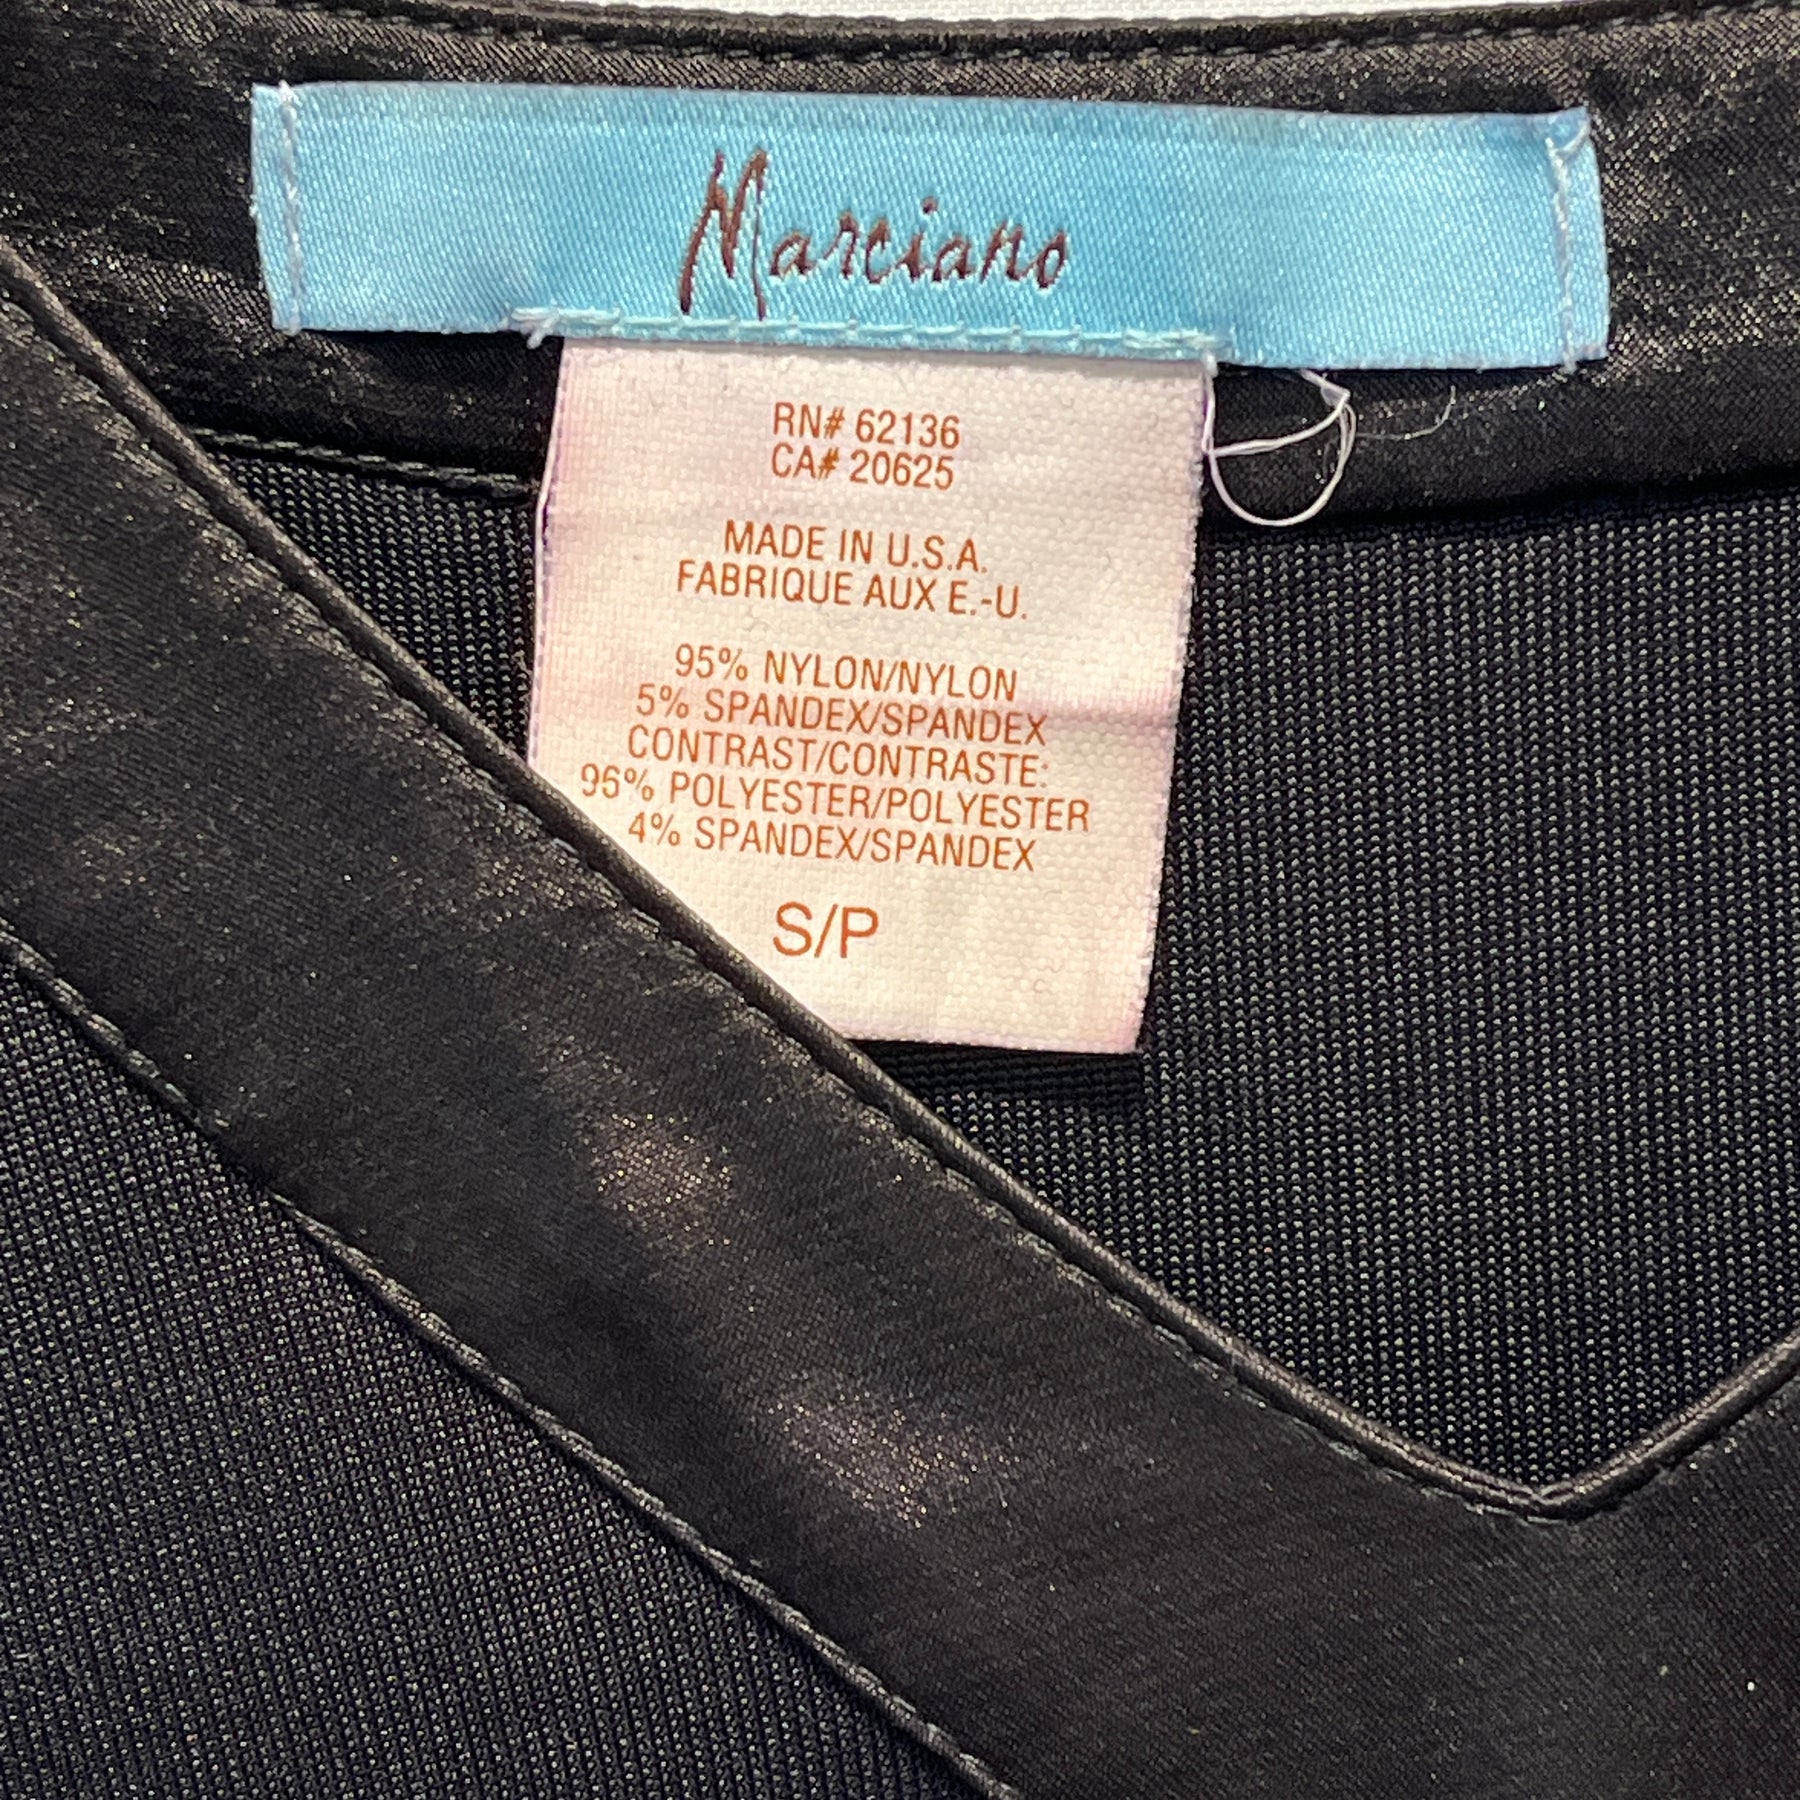 Marciano
RN# 62136
CA# 20625
MADE IN U.S.A.
FABRIQUE AUX E.-U.
95% NYLON/NYLON
5% SPANDEX/SPANDEX
CONTRAST/CONTRASTE:
96% POLYESTER/POLYESTER
4% SPANDEX/SPANDEX
S/P